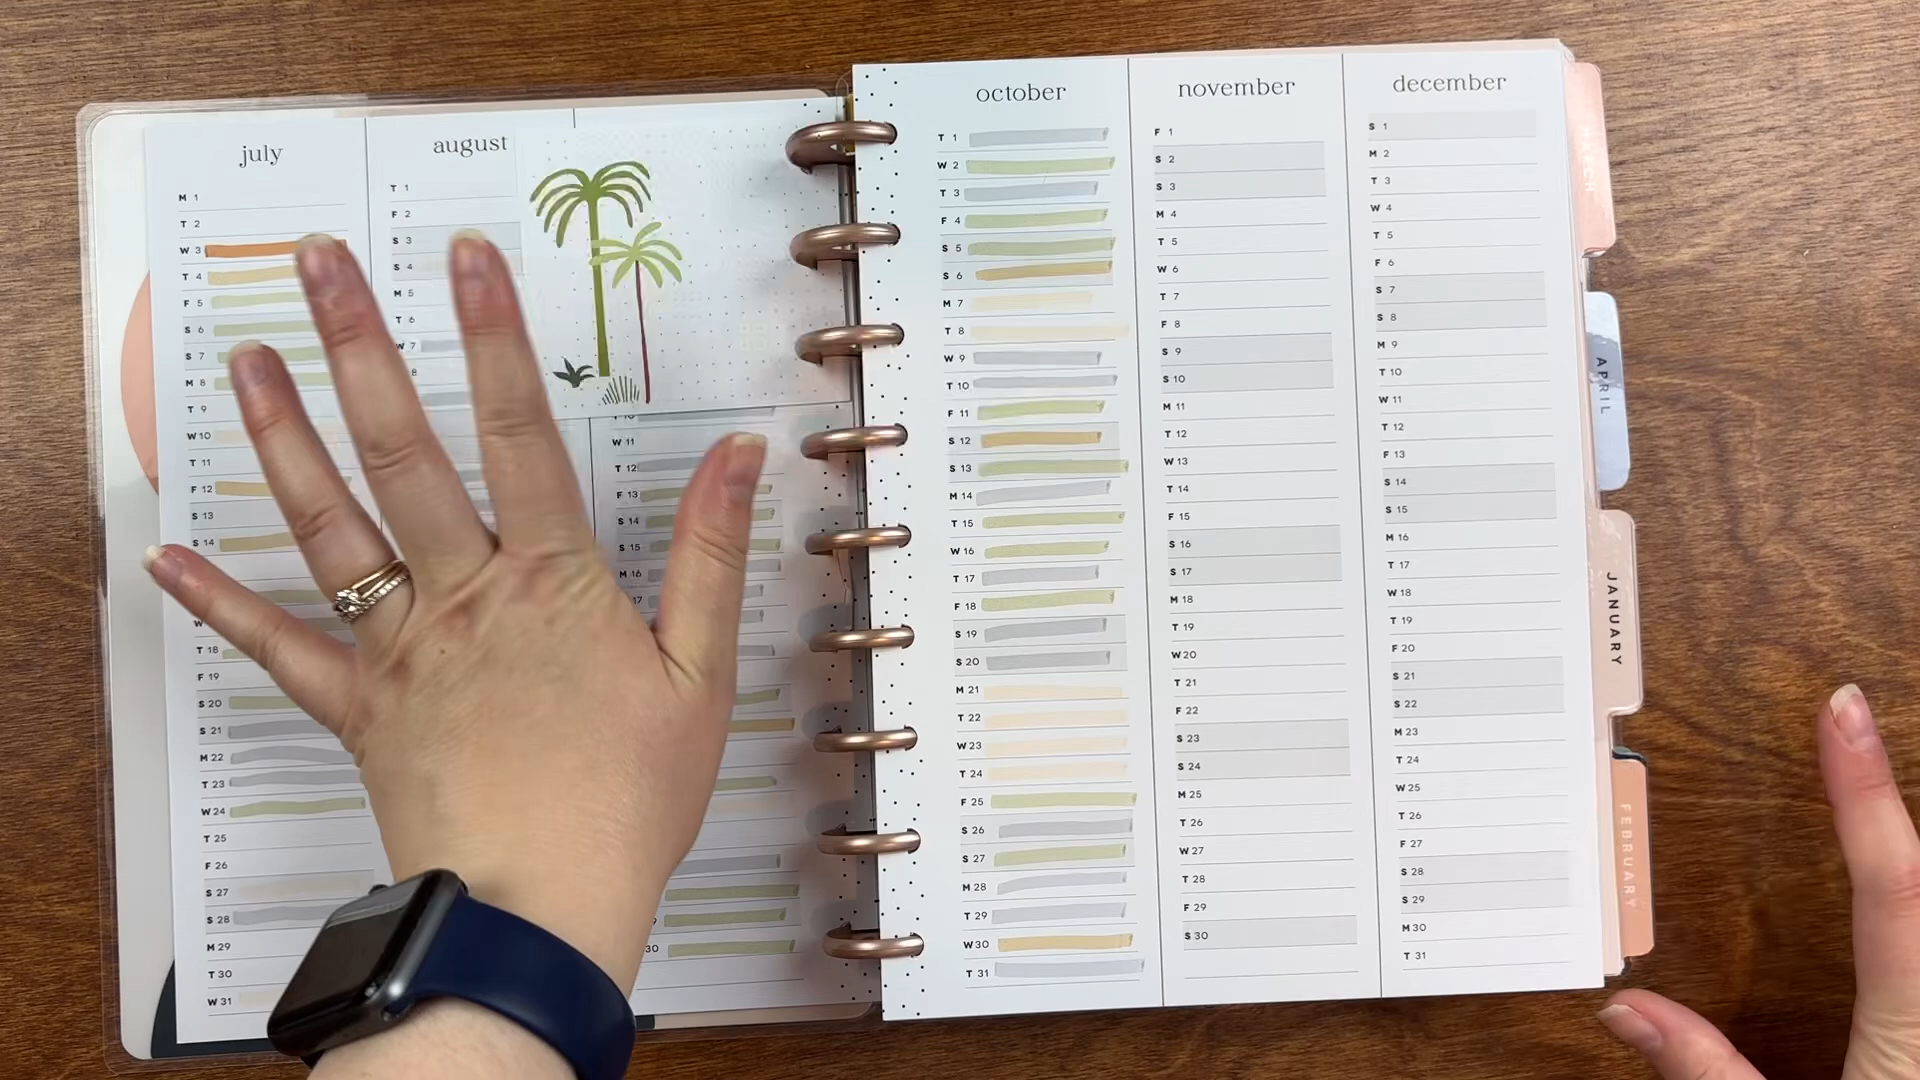 july
M 1
T 2
W 3
T 4
F 5
S 6
S 7
M 8
T 9
W 10
T 11
F 12
S 13
S 14
W
T 18
F 19
S 20
S 21
M 22
T 23
W 24
T 25
F 26
S 27
S 28
M 29
T 30
W 31
august
T 1
F 2
S 3
S 4
M 5
T 6
W 7
8
W 11
T 12
F 13
S 14
S 15
M 16
17
30
october
T 1
W 2
T 3
F 4
S 5
S 6
M 7
T 8
W 9
T 10
F 11
S 12
S 13
M 14
T 15
W 16
T 17
F 18
S 19
S 20
M 21
T 22
W 23
T 24
F 25
S 26
S 27
M 28
T 29
W 30
T 31
november
F 1
S 2
S 3
M 4
T 5
W 6
T 7
F 8
S 9
S 10
M 11
T 12
W 13
T 14
F 15
S 16
S 17
M 18
T 19
W 20
T 21
F 22
S 23
S 24
M 25
T 26
W 27
T 28
F 29
S 30
december
S 1
M 2
T 3
W 4
T 5
F 6
S 7
S 8
M 9
T 10
W 11
T 12
F 13
S 14
S 15
M 16
T 17
W 18
T 19
F 20
S 21
S 22
M 23
T 24
W 25
T 26
F 27
S 28
S 29
M 30
T 31
MARCH
APRIL
JANUARY
FEBRUARY